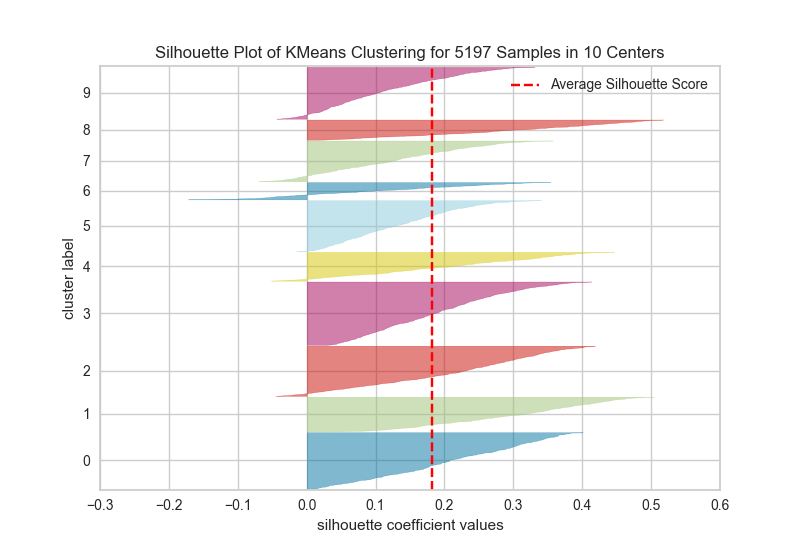 Silhouette Plot of KMeans Clustering for 5197 Samples in 10 Centers
Average Silhouette Score
cluster label
9
8
7
6
5
4
3
2
1
0
−0.3 −0.2 −0.1 0.0 0.1 0.2 0.3 0.4 0.5 0.6
silhouette coefficient values